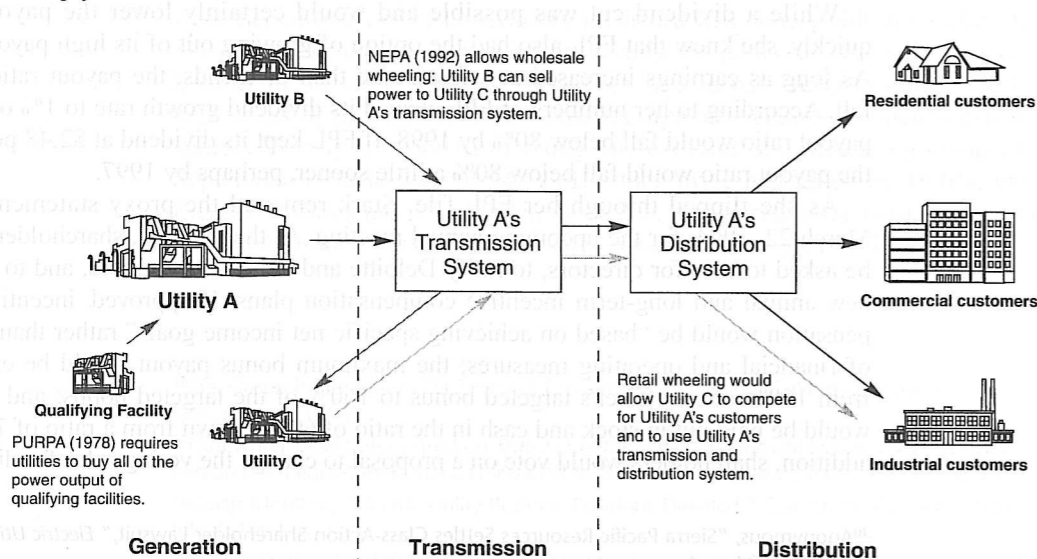 Utility B
NEPA (1992) allows wholesale
wheeling: Utility B can sell
power to Utility C through Utility
A's transmission system.
Residential customers
Utility A
Utility A's
Transmission
System
Utility A's
Distribution
System
Commercial customers
Qualifying Facility
PURPA (1978) requires
utilities to buy all of the
power output of
qualifying facilities.
Utility C
Retail wheeling would
allow Utility C to compete
for Utility A's customers
and to use Utility A's
transmission and
distribution system.
Industrial customers
Generation
Transmission
Distribution